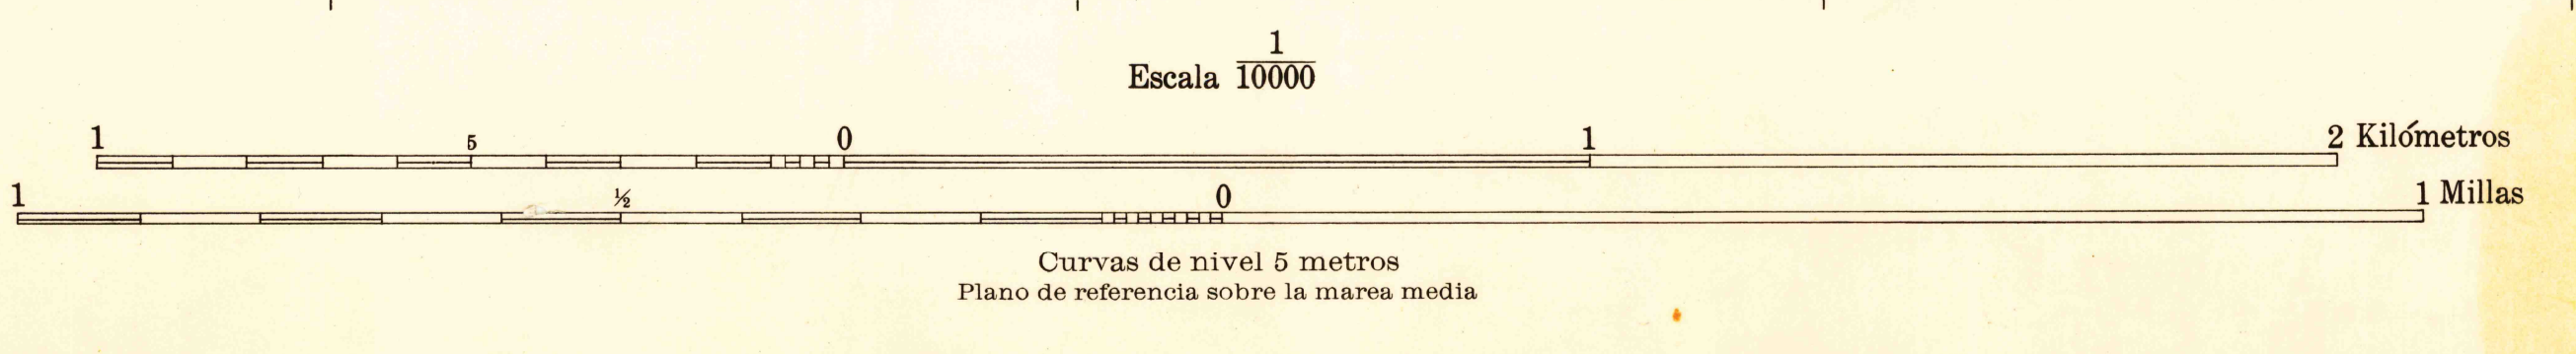 Escala 1/10000
1 5 0 1 2 Kilómetros
1 ½ 0 1 Millas
Curvas de nivel 5 metros
Plano de referencia sobre la marea media